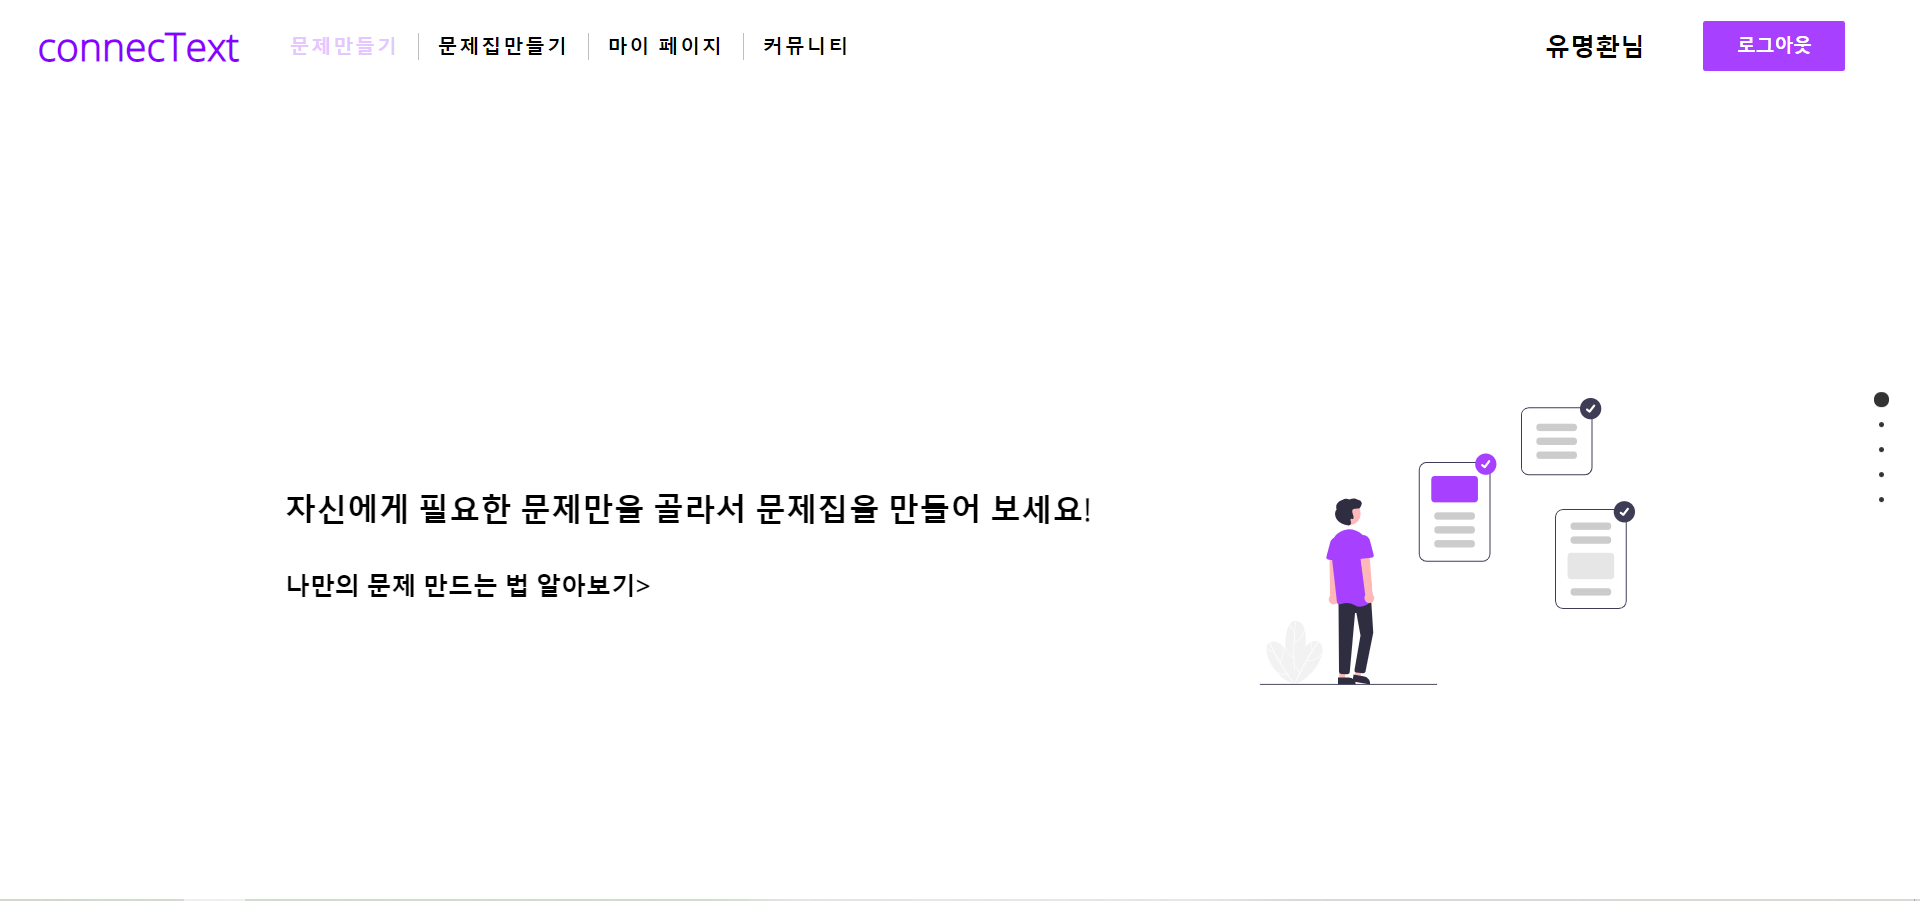 connecText 문제만들기 문제집만들기 마이 페이지 커뮤니티 유명환님 로그아웃
자신에게 필요한 문제만을 골라서 문제집을 만들어 보세요!
나만의 문제 만드는 법 알아보기>